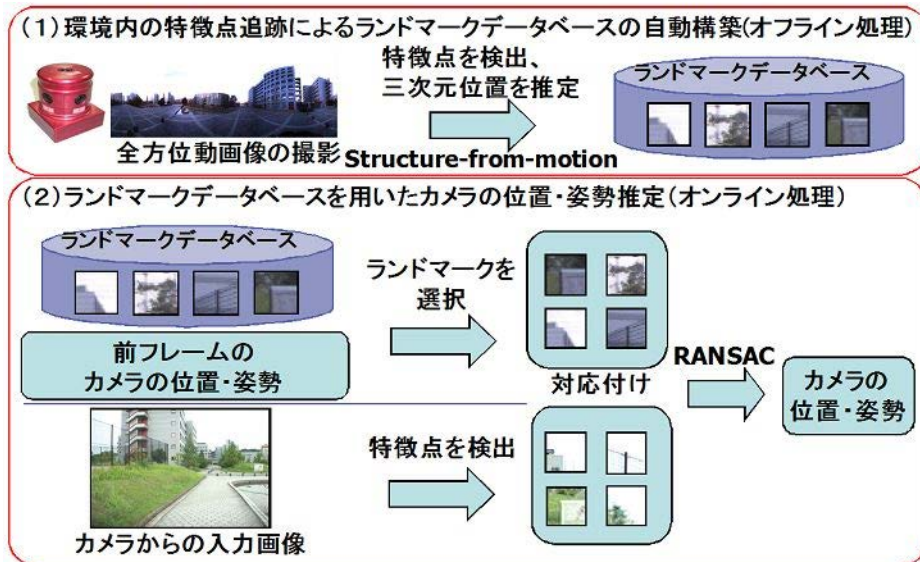 (1)環境内の特徴点追跡によるランドマークデータベースの自動構築(オフライン処理)
特徴点を検出、
三次元位置を推定
ランドマークデータベース
全方位動画像の撮影
Structure-from-motion
(2)ランドマークデータベースを用いたカメラの位置・姿勢推定(オンライン処理)
ランドマークデータベース
ランドマークを
選択
前フレームの
カメラの位置・姿勢
対応付け
RANSAC
カメラの
位置・姿勢
特徴点を検出
カメラからの入力画像